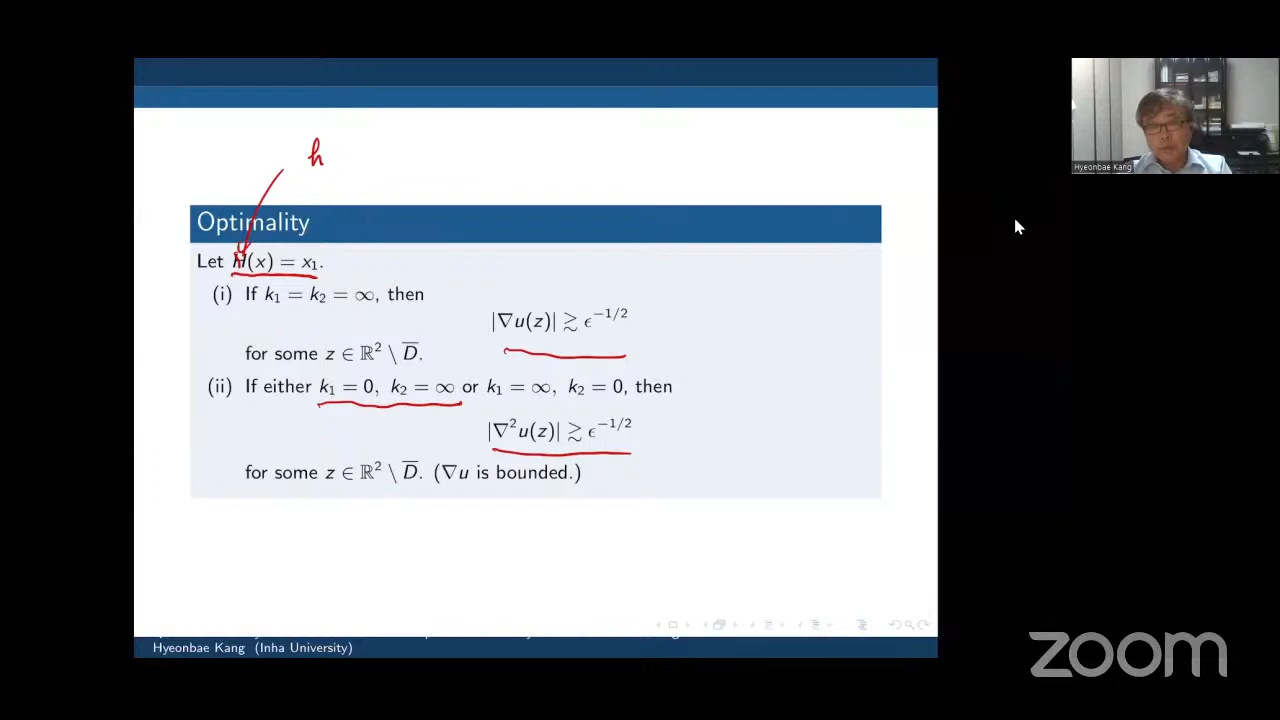 h
Optimality
Let H(x) = x₁.
(i) If k₁ = k₂ = ∞, then
|∇u(z)| ≳ ϵ^{-1/2}
for some z ∈ ℝ² \ D̅.
(ii) If either k₁ = 0, k₂ = ∞ or k₁ = ∞, k₂ = 0, then
|∇²u(z)| ≳ ϵ^{-1/2}
for some z ∈ ℝ² \ D̅. (∇u is bounded.)
Hyeonbae Kang (Inha University)
Hyeonbae Kang
zoom